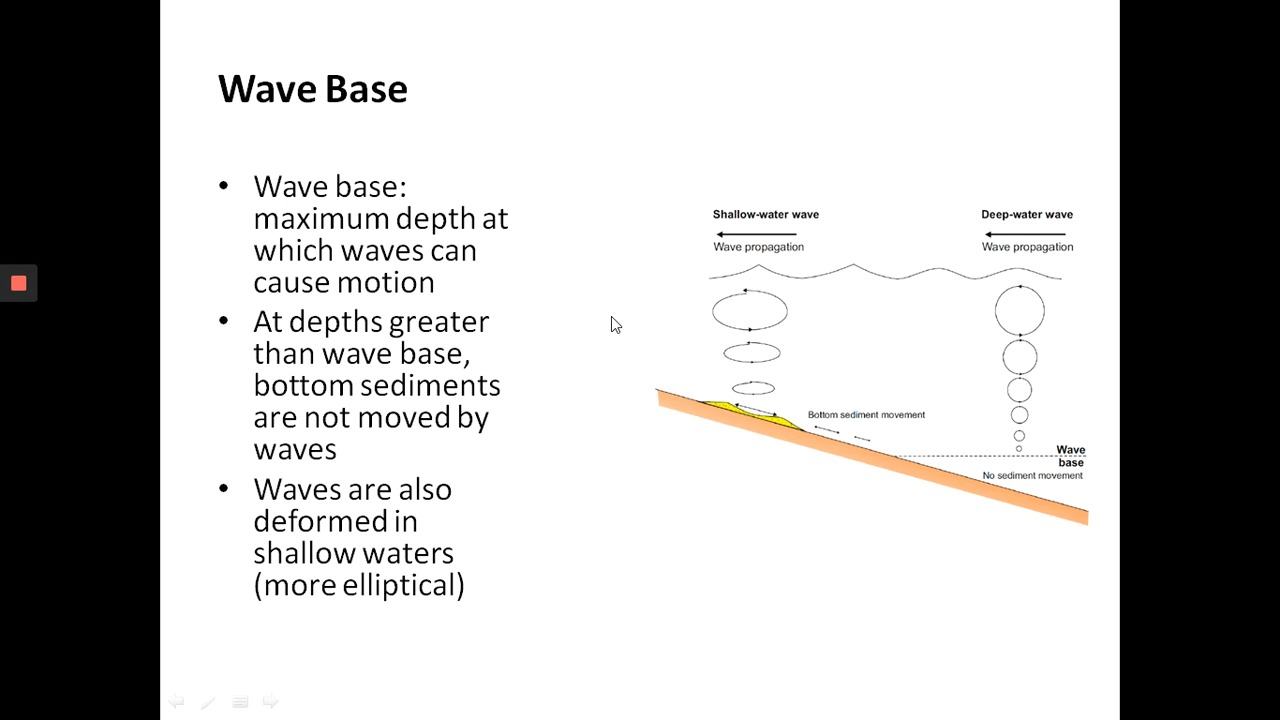 Wave Base
• Wave base:
maximum depth at
which waves can
cause motion
• At depths greater
than wave base,
bottom sediments
are not moved by
waves
• Waves are also
deformed in
shallow waters
(more elliptical)
Shallow-water wave
Wave propagation
Deep-water wave
Wave propagation
Bottom sediment movement
Wave
base
No sediment movement